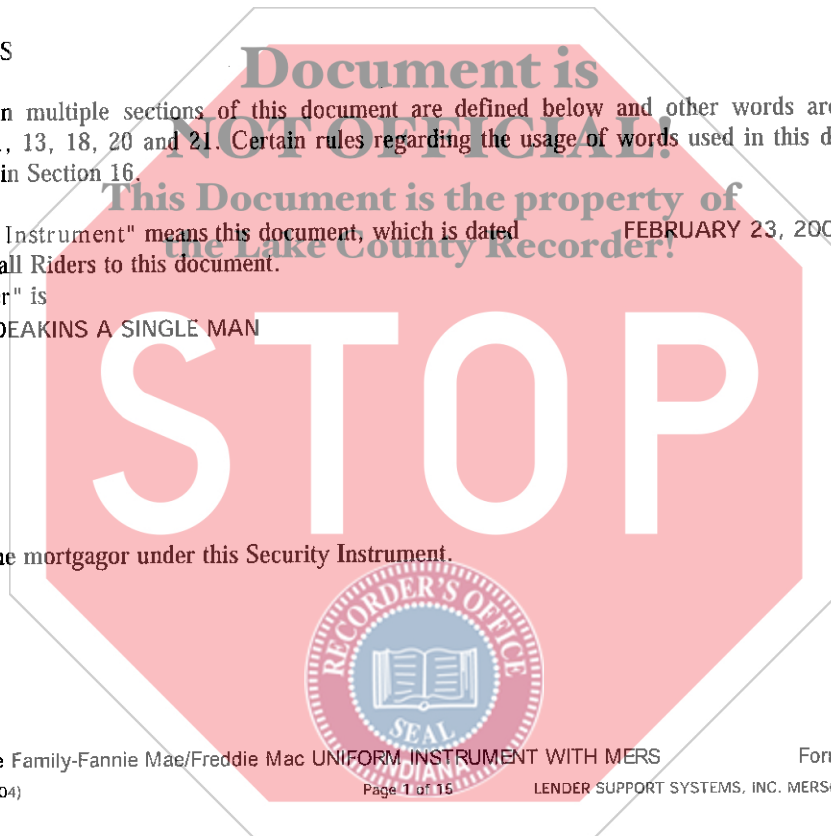 S
Document is
n multiple sections of this document are defined below and other words are
., 13, 18, 20 and 21. Certain rules regarding the usage of words used in this d
NOT OFFICIAL!
in Section 16.
This Document is the property of
Instrument" means this document, which is dated FEBRUARY 23, 200
the Lake County Recorder!
all Riders to this document.
r" is
DEAKINS A SINGLE MAN
STOP
e mortgagor under this Security Instrument.
RECORDER'S OFFICE
SEAL
INDIANA
e Family-Fannie Mae/Freddie Mac UNIFORM INSTRUMENT WITH MERS For
04) Page 1 of 15 LENDER SUPPORT SYSTEMS, INC. MERS